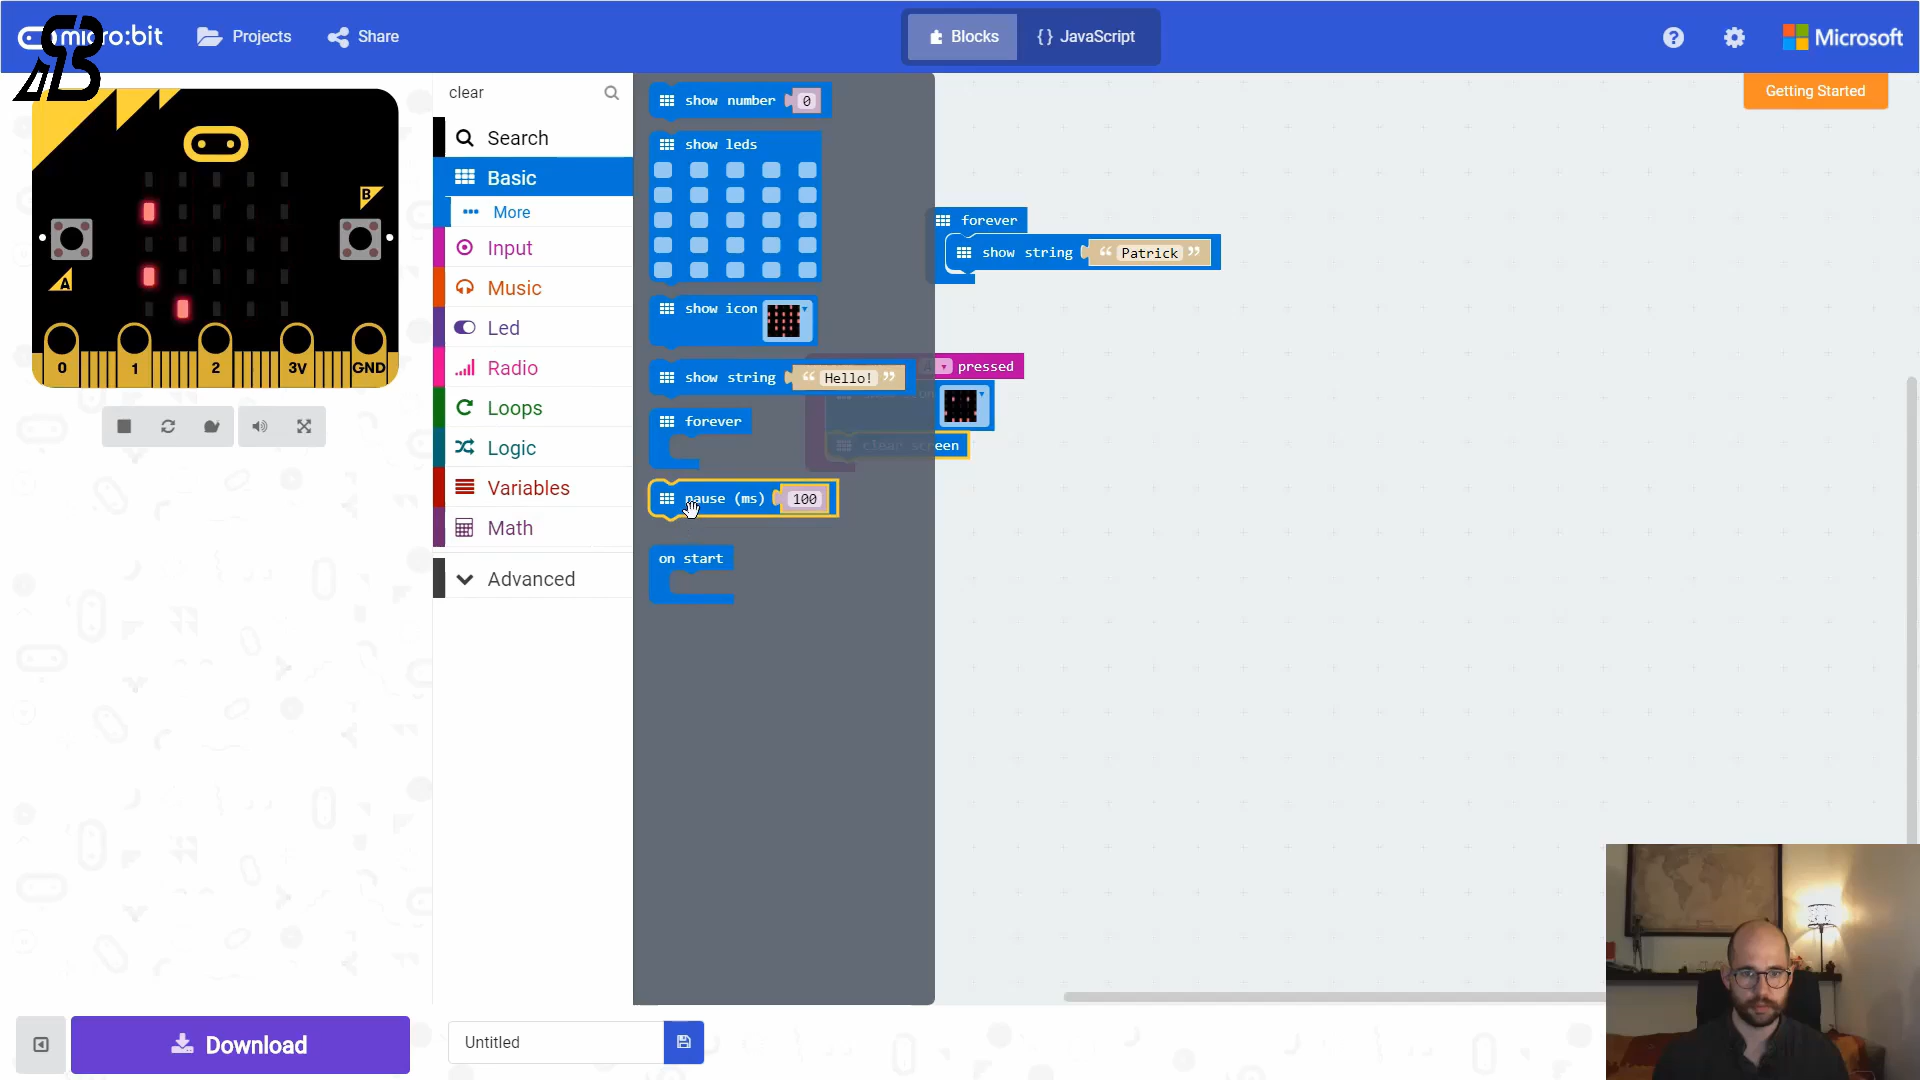 micro:bit
Projects
Share
Blocks
{} JavaScript
Microsoft
Getting Started
clear
Search
Basic
More
Input
Music
Led
Radio
Loops
Logic
Variables
Math
Advanced
show number 0
show leds
show icon
show string “ Hello! ”
forever
pause (ms) 100
on start
forever
show string “ Patrick ”
pressed
clear screen
B
A
0 1 2 3V GND
Download
Untitled